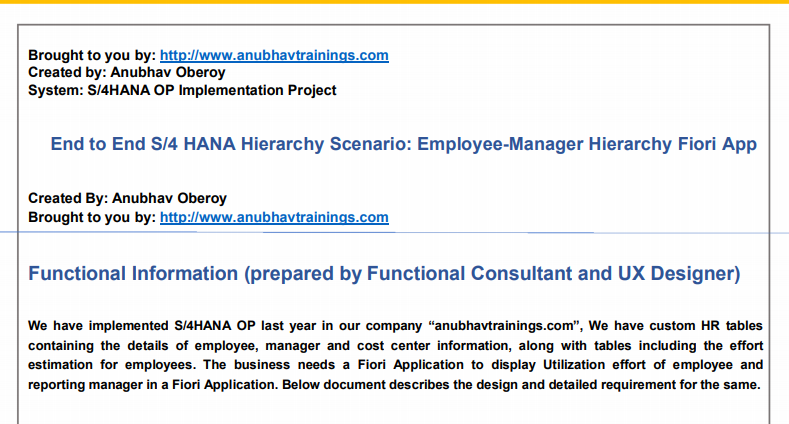 Brought to you by: http://www.anubhavtrainings.com
Created by: Anubhav Oberoy
System: S/4HANA OP Implementation Project
End to End S/4 HANA Hierarchy Scenario: Employee-Manager Hierarchy Fiori App
Created By: Anubhav Oberoy
Brought to you by: http://www.anubhavtrainings.com
Functional Information (prepared by Functional Consultant and UX Designer)
We have implemented S/4HANA OP last year in our company “anubhavtrainings.com”, We have custom HR tables
containing the details of employee, manager and cost center information, along with tables including the effort
estimation for employees. The business needs a Fiori Application to display Utilization effort of employee and
reporting manager in a Fiori Application. Below document describes the design and detailed requirement for the same.